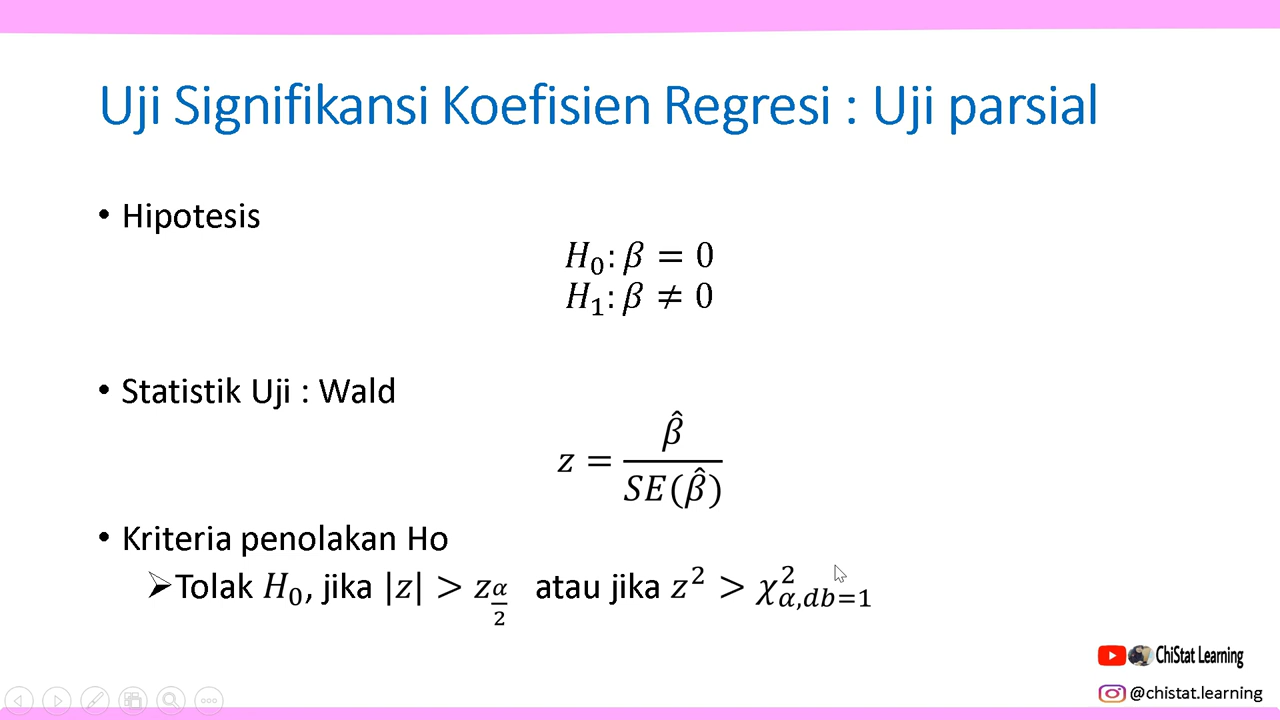 Uji Signifikansi Koefisien Regresi : Uji parsial
• Hipotesis
H₀: β = 0
H₁: β ≠ 0
• Statistik Uji : Wald
z = β̂ / SE(β̂)
• Kriteria penolakan Ho
➢Tolak H₀, jika |z| > z_{α/2} atau jika z² > χ²_{α,db=1}
ChiStat Learning
@chistat.learning